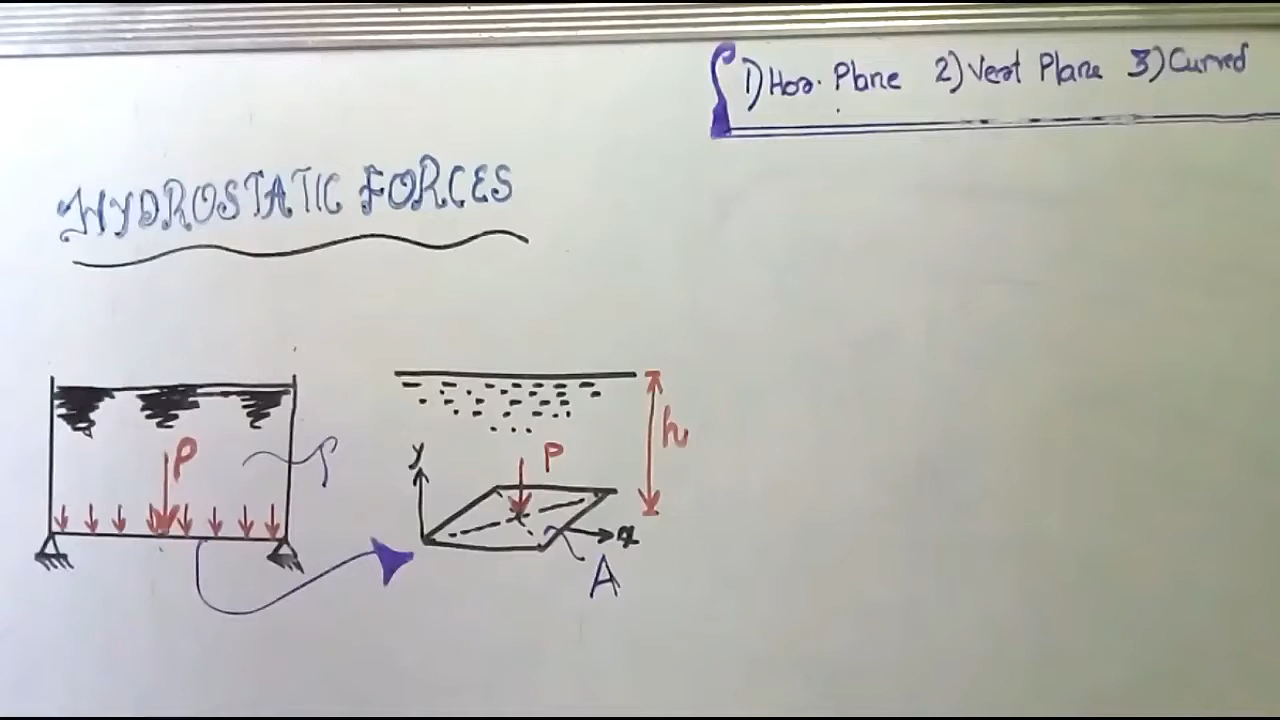 1) Hor. Plane 2) Vert Plane 3) Curved
HYDROSTATIC FORCES
P
ρ
y
P
h
x
A